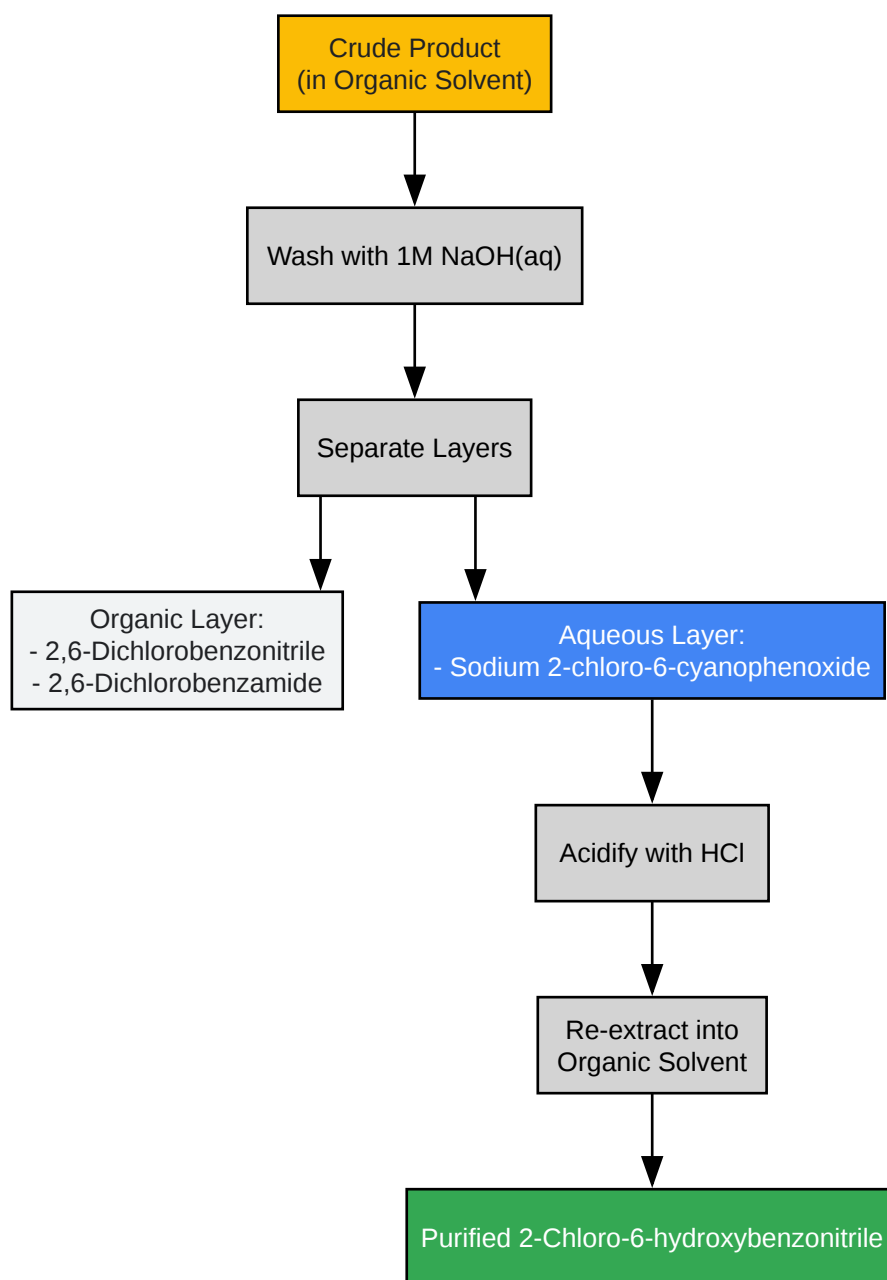 Crude Product
(in Organic Solvent)
Wash with 1M NaOH(aq)
Separate Layers
Organic Layer:
- 2,6-Dichlorobenzonitrile
- 2,6-Dichlorobenzamide
Aqueous Layer:
- Sodium 2-chloro-6-cyanophenoxide
Acidify with HCl
Re-extract into
Organic Solvent
Purified 2-Chloro-6-hydroxybenzonitrile